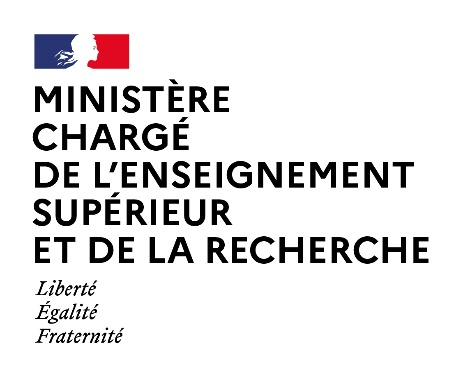 MINISTÈRE
CHARGÉ
DE L’ENSEIGNEMENT
SUPÉRIEUR
ET DE LA RECHERCHE
Liberté
Égalité
Fraternité